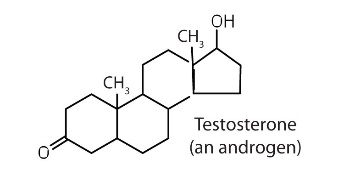 OH
CH₃
CH₃
O
Testosterone
(an androgen)